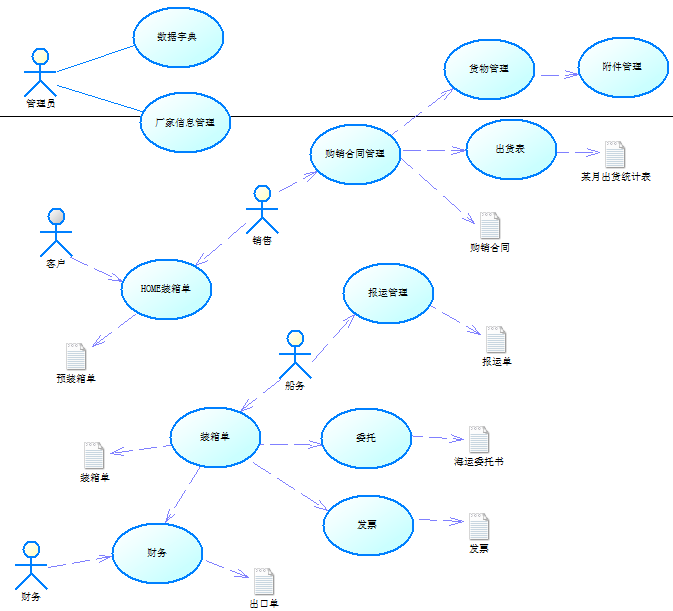 数据字典
货物管理
附件管理
管理员
厂家信息管理
购销合同管理
出货表
某月出货统计表
销售
购销合同
客户
HOME装箱单
报运管理
报运单
预装箱单
船务
装箱单
委托
装箱单
海运委托书
发票
发票
财务
财务
出口单